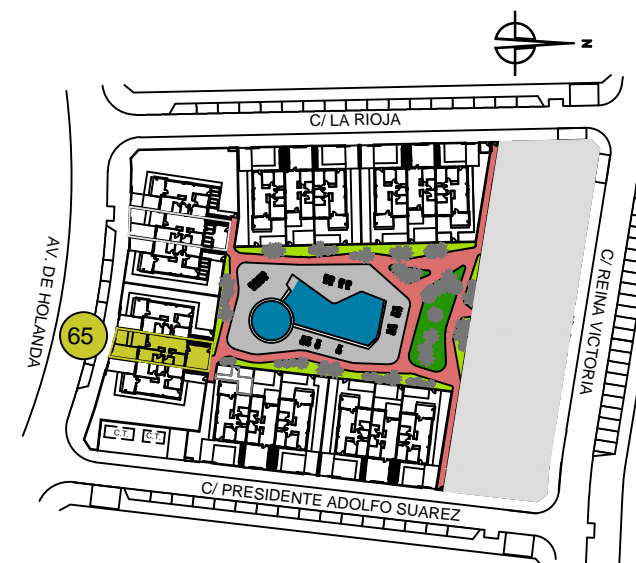 N
C/ LA RIOJA
AV. DE HOLANDA
C/ REINA VICTORIA
65
C.T.
C.T.
C/ PRESIDENTE ADOLFO SUAREZ